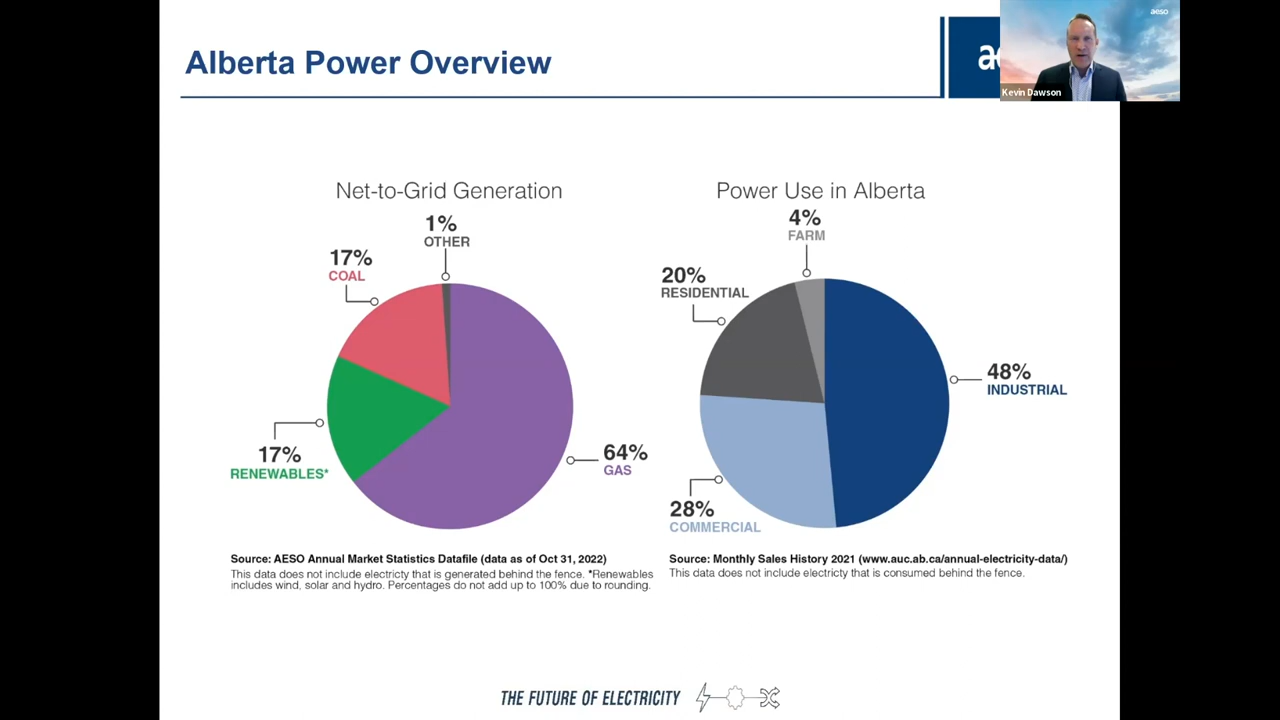 Alberta Power Overview
aeso
Kevin Dawson
Net-to-Grid Generation
1%
OTHER
17%
COAL
17%
RENEWABLES*
64%
GAS
Source: AESO Annual Market Statistics Datafile (data as of Oct 31, 2022)
This data does not include electricty that is generated behind the fence. *Renewables
includes wind, solar and hydro. Percentages do not add up to 100% due to rounding.
Power Use in Alberta
4%
FARM
20%
RESIDENTIAL
48%
INDUSTRIAL
28%
COMMERCIAL
Source: Monthly Sales History 2021 (www.auc.ab.ca/annual-electricity-data/)
This data does not include electricty that is consumed behind the fence.
THE FUTURE OF ELECTRICITY